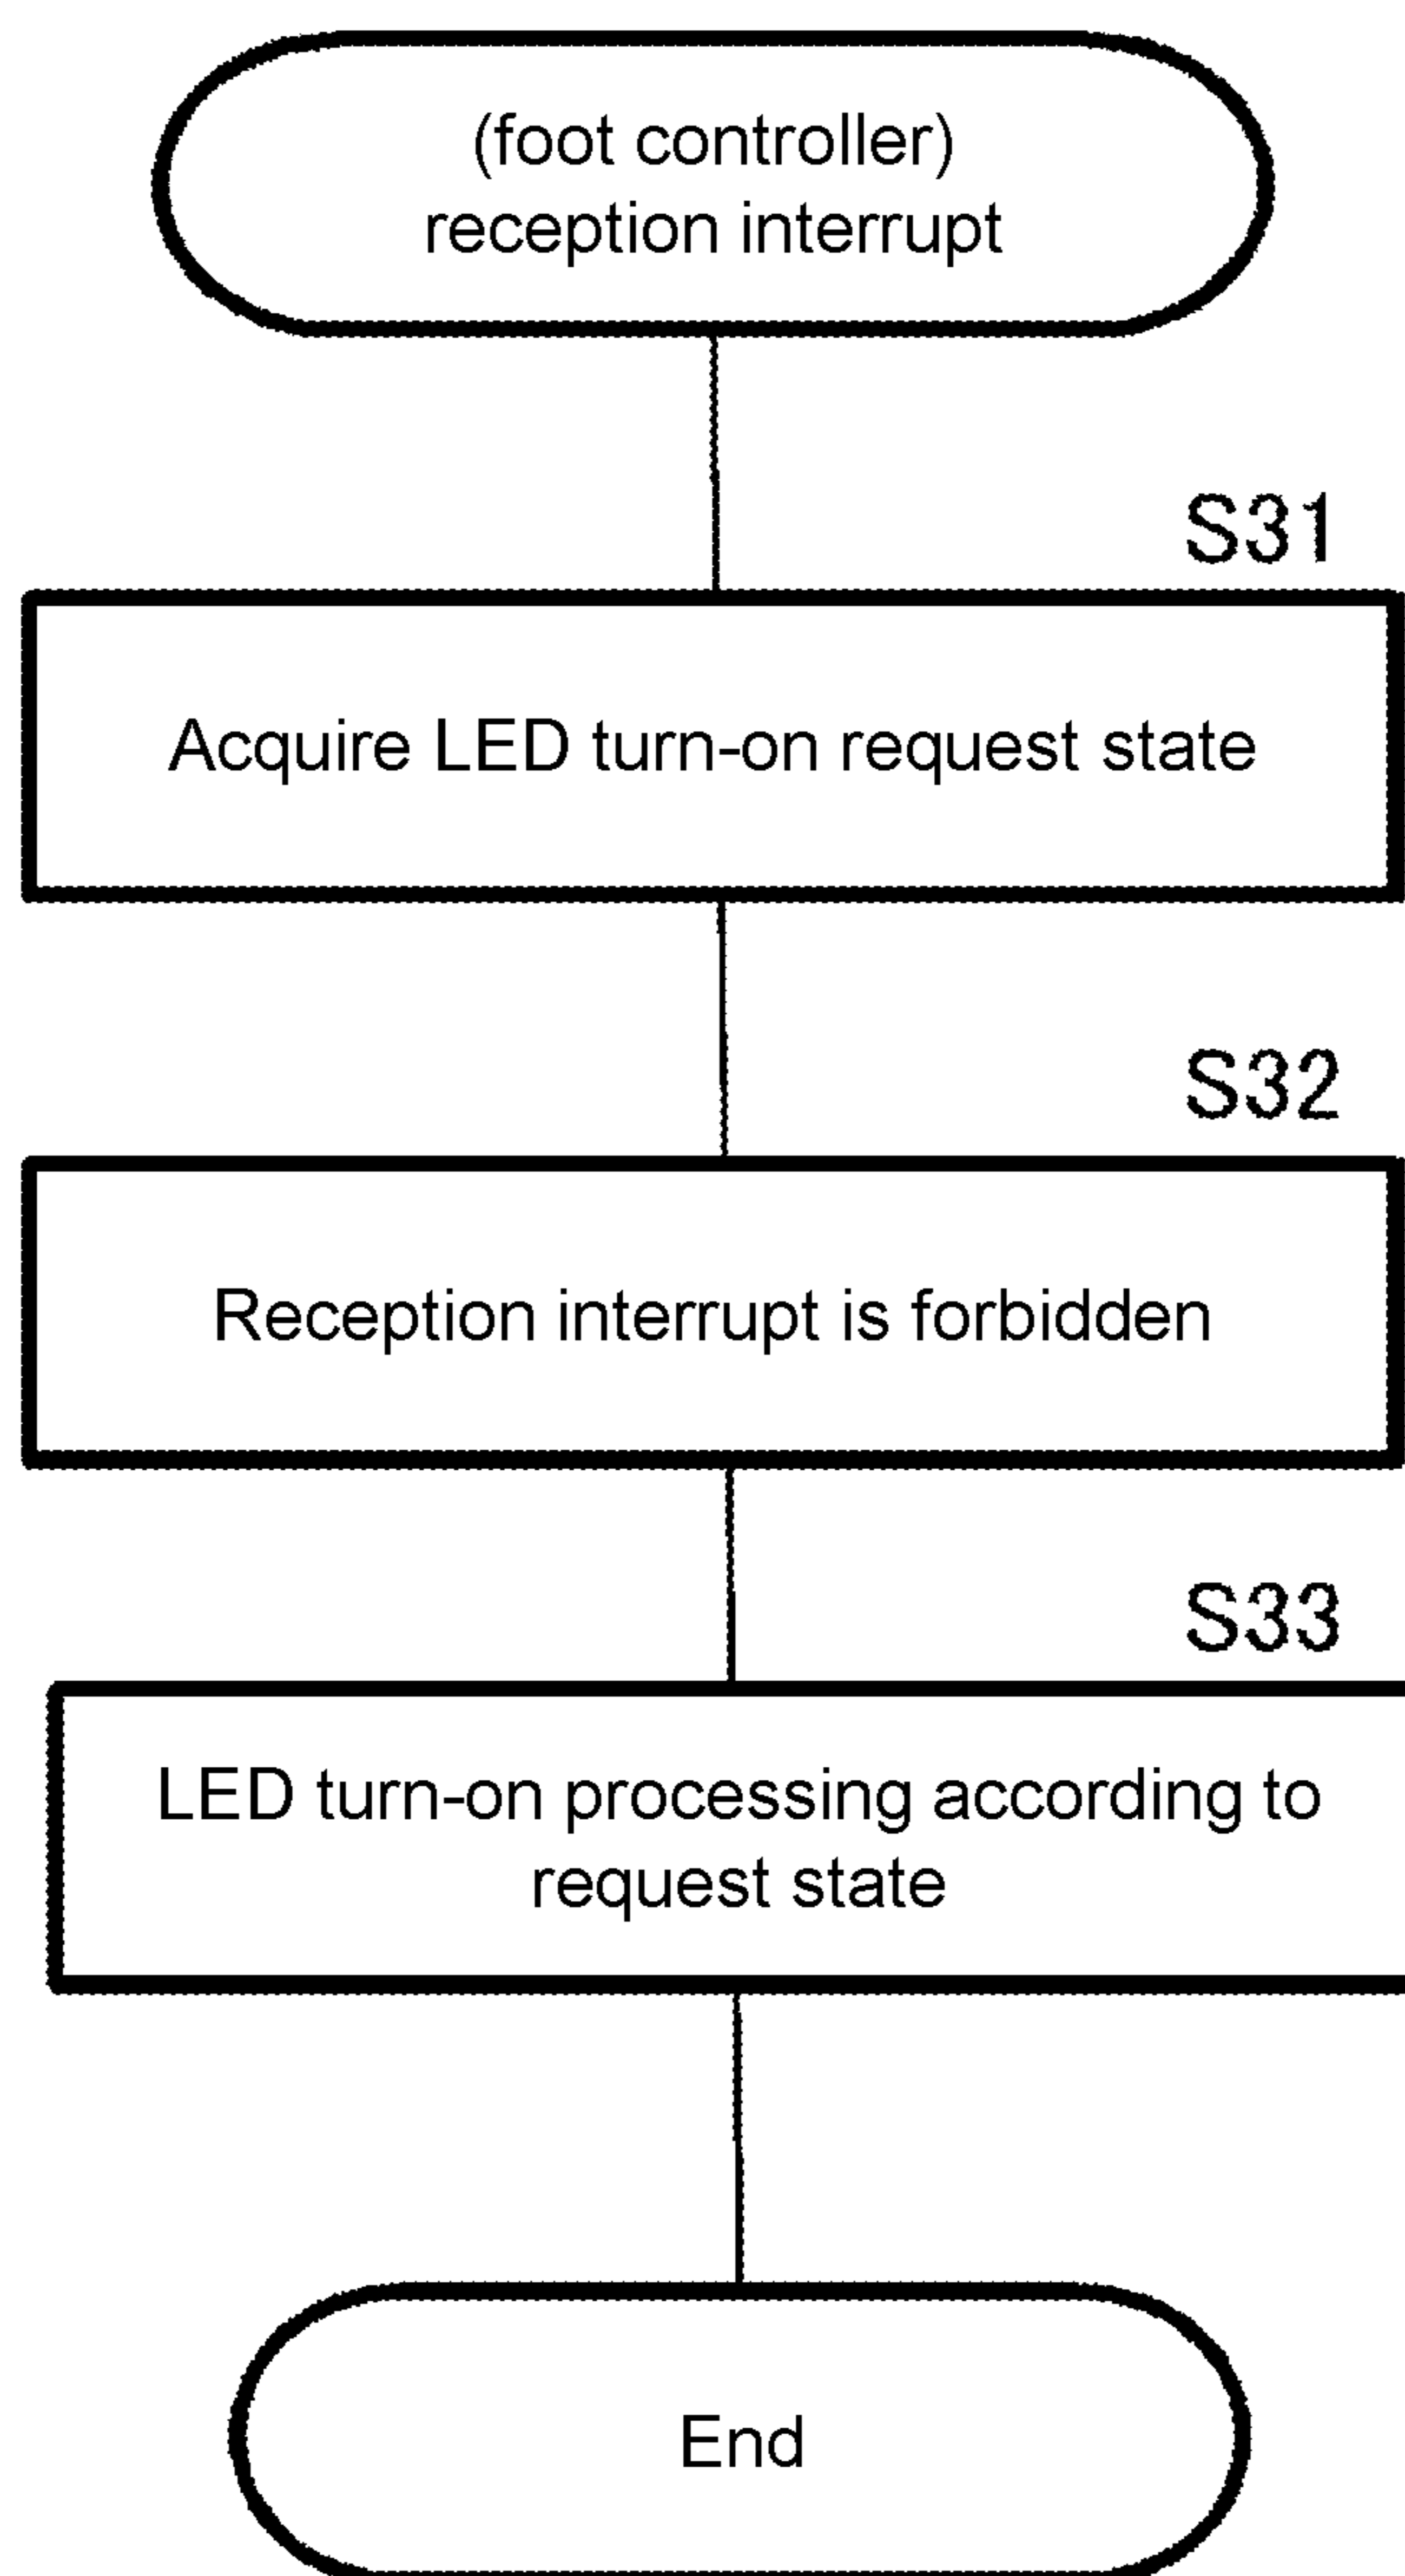 (foot controller)
reception interrupt
S31
Acquire LED turn-on request state
S32
Reception interrupt is forbidden
S33
LED turn-on processing according to
request state
End